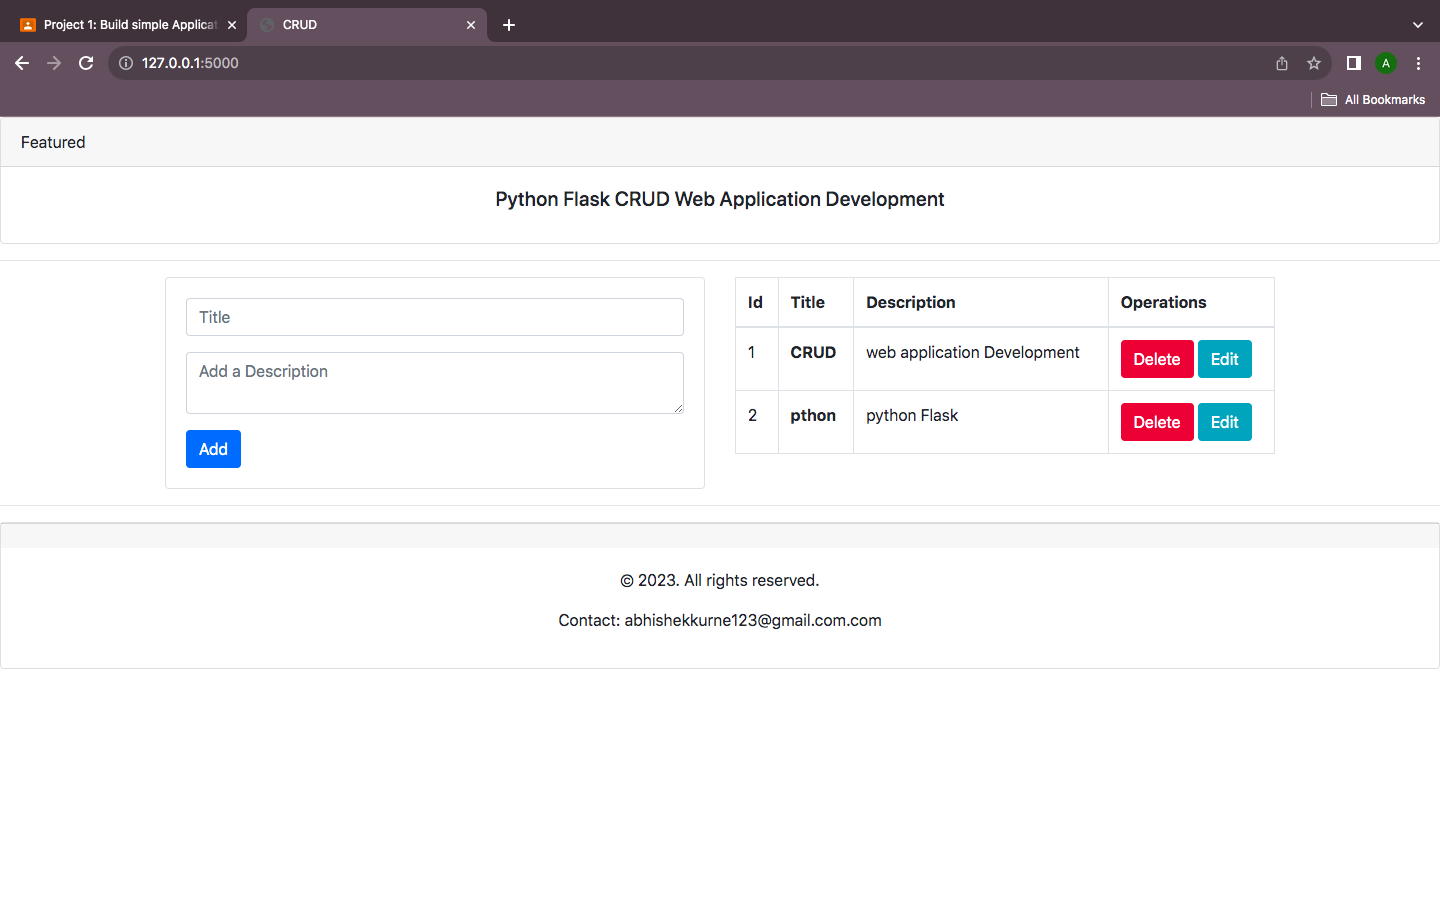 Project 1: Build simple Applicat
CRUD
127.0.0.1:5000
A
All Bookmarks
Featured
Python Flask CRUD Web Application Development
Title
Add a Description
Add
Id Title Description Operations
1 CRUD web application Development Delete Edit
2 pthon python Flask Delete Edit
© 2023. All rights reserved.
Contact: abhishekkurne123@gmail.com.com